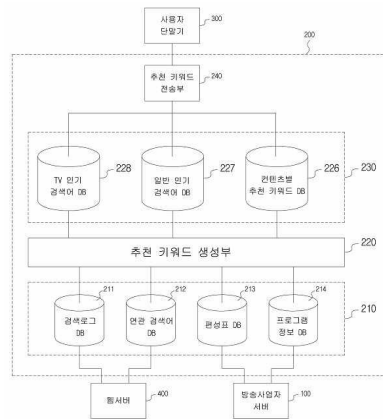 사용자
단말기
300
200
추천 키워드
전송부
240
TV 인기
검색어 DB
228
일반 인기
검색어 DB
227
컨텐츠별
추천 키워드 DB
226
230
추천 키워드 생성부
220
검색로그
DB
211
연관 검색어
DB
212
편성표 DB
213
프로그램
정보 DB
214
210
웹서버
400
방송사업자
서버
100